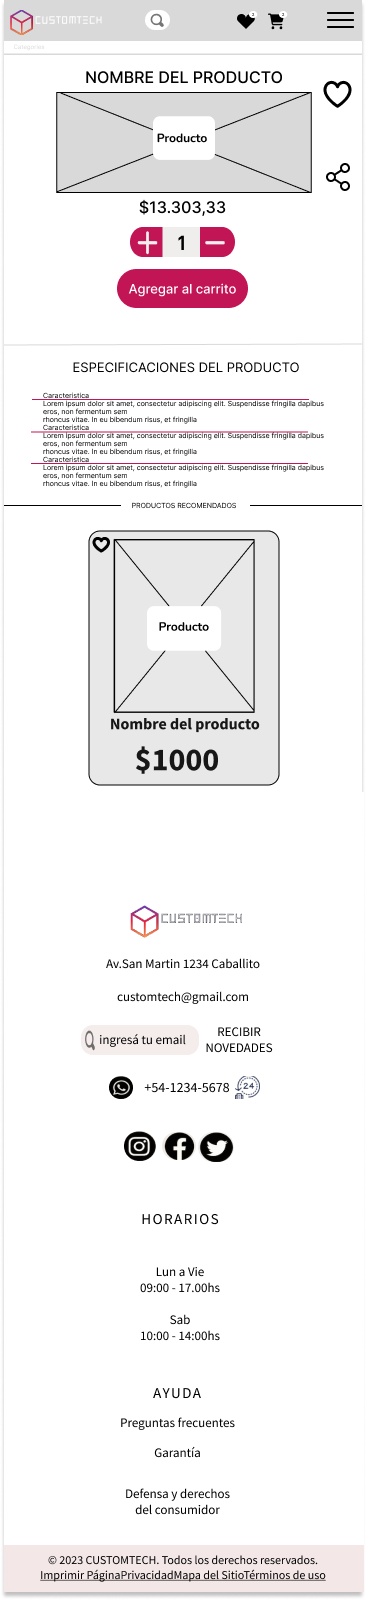 CUSTOMTECH
Categorias
NOMBRE DEL PRODUCTO
Producto
$13.303,33
1
Agregar al carrito
ESPECIFICACIONES DEL PRODUCTO
Caracteristica
Lorem ipsum dolor sit amet, consectetur adipiscing elit. Suspendisse fringilla dapibus
eros, non fermentum sem
rhoncus vitae. In eu bibendum risus, et fringilla
Caracteristica
Lorem ipsum dolor sit amet, consectetur adipiscing elit. Suspendisse fringilla dapibus
eros, non fermentum sem
rhoncus vitae. In eu bibendum risus, et fringilla
Caracteristica
Lorem ipsum dolor sit amet, consectetur adipiscing elit. Suspendisse fringilla dapibus
eros, non fermentum sem
rhoncus vitae. In eu bibendum risus, et fringilla
PRODUCTOS RECOMENDADOS
Producto
Nombre del producto
$1000
CUSTOMTECH
Av.San Martin 1234 Caballito
customtech@gmail.com
ingresá tu email
RECIBIR
NOVEDADES
+54-1234-5678
24
HORARIOS
Lun a Vie
09:00 - 17.00hs
Sab
10:00 - 14:00hs
AYUDA
Preguntas frecuentes
Garantía
Defensa y derechos
del consumidor
© 2023 CUSTOMTECH. Todos los derechos reservados.
Imprimir PáginaPrivacidadMapa del SitioTérminos de uso